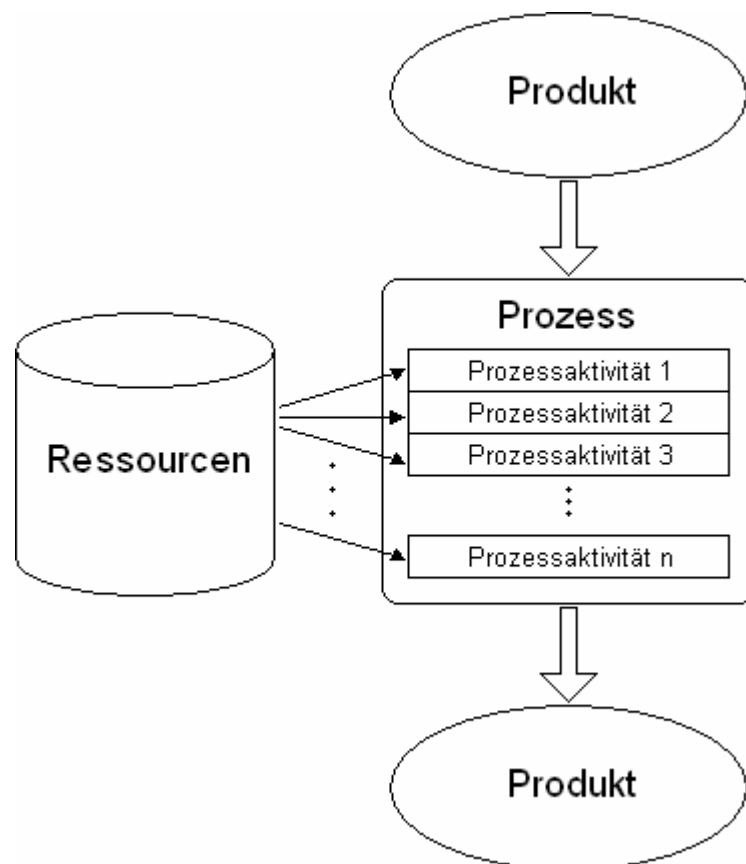 Produkt
Prozess
Prozessaktivität 1
Prozessaktivität 2
Prozessaktivität 3
Ressourcen
Prozessaktivität n
Produkt